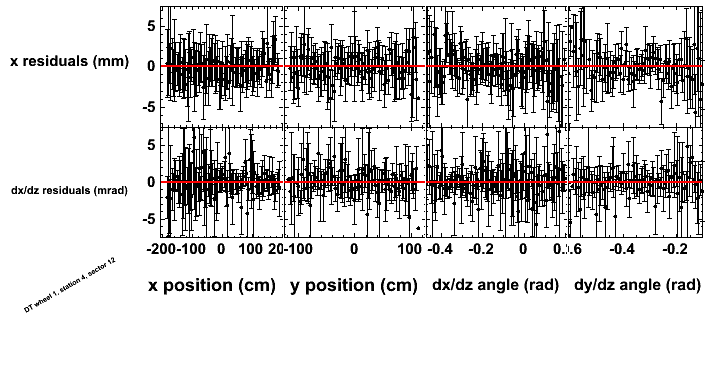 x residuals (mm)
5
0
-5
dx/dz residuals (mrad)
5
0
-5
-200 -100 0 100 20 -100 0 100 -0.4 -0.2 0 0. .6 -0.4 -0.2
x position (cm) y position (cm) dx/dz angle (rad) dy/dz angle (rad)
DT wheel 1, station 4, sector 12